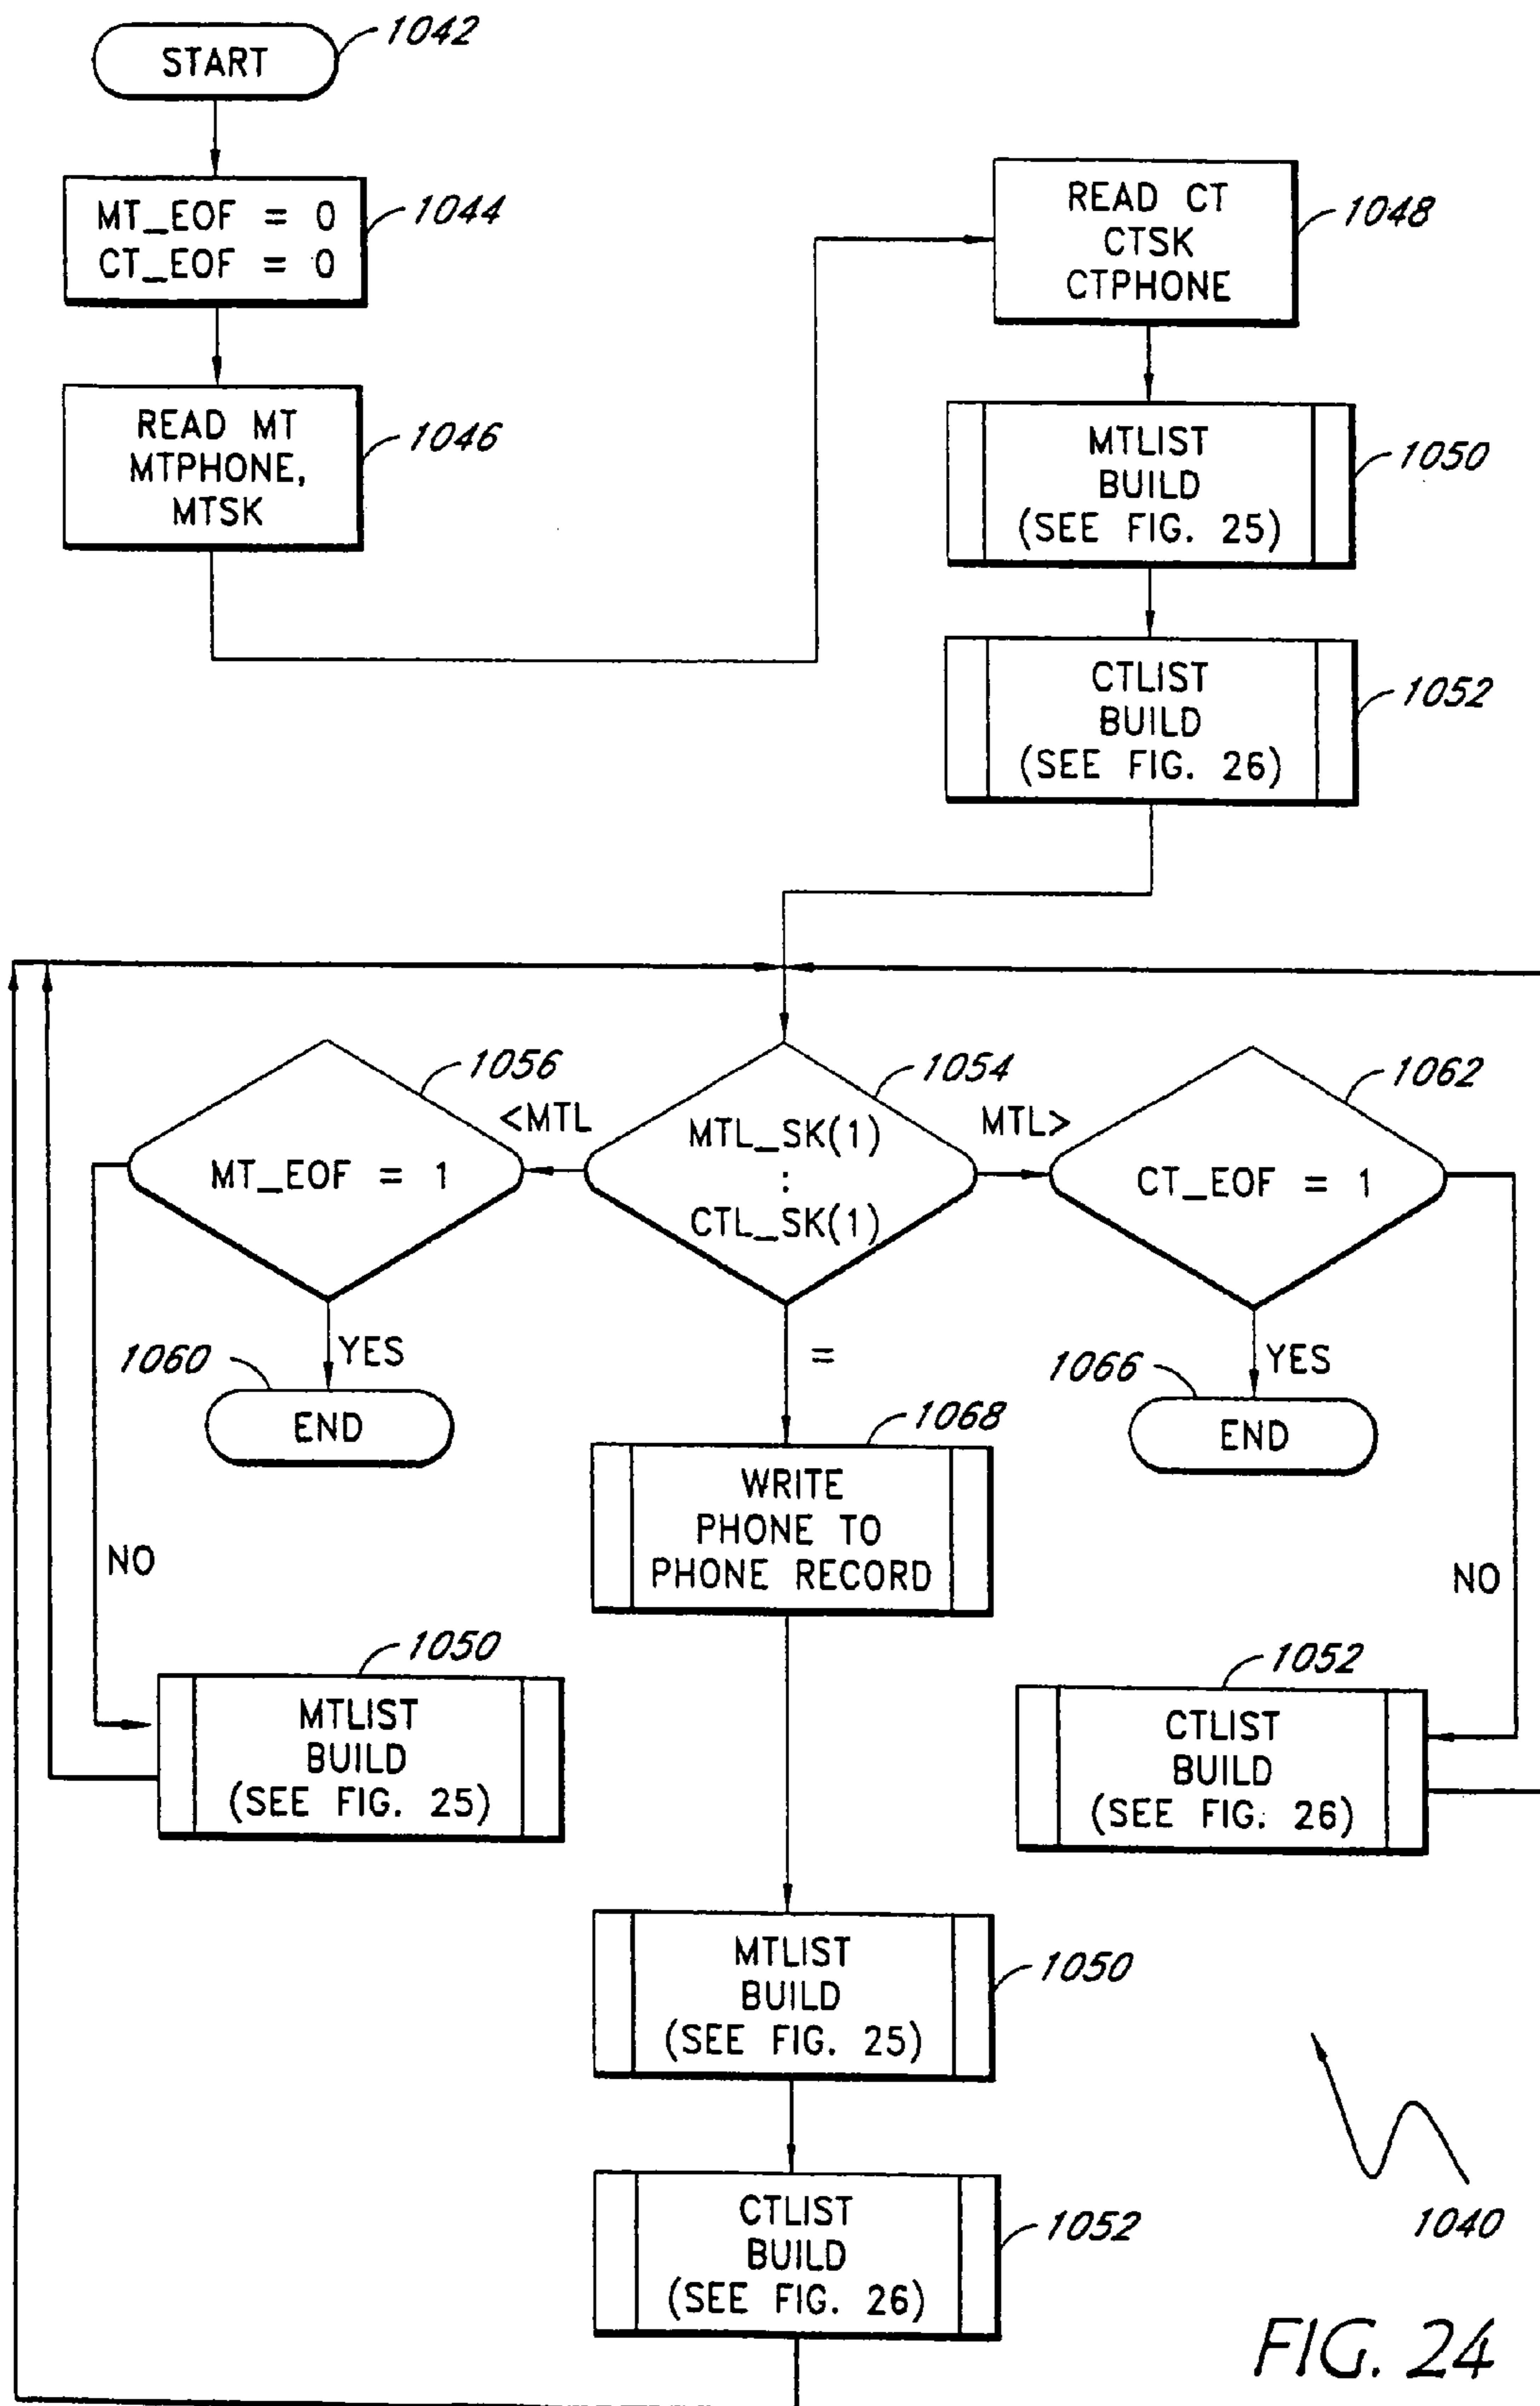 START
1042
MT_EOF = 0
CT_EOF = 0
1044
READ MT
MTPHONE,
MTSK
1046
READ CT
CTSK
CTPHONE
1048
MTLIST
BUILD
(SEE FIG. 25)
1050
CTLIST
BUILD
(SEE FIG. 26)
1052
MT_EOF = 1
1056
<MTL
MTL_SK(1)
:
CTL_SK(1)
1054
MTL>
CT_EOF = 1
1062
YES
1060
END
=
YES
1066
END
NO
WRITE
PHONE TO
PHONE RECORD
1068
NO
MTLIST
BUILD
(SEE FIG. 25)
1050
CTLIST
BUILD
(SEE FIG. 26)
1052
MTLIST
BUILD
(SEE FIG. 25)
1050
CTLIST
BUILD
(SEE FIG. 26)
1052
1040
FIG. 24